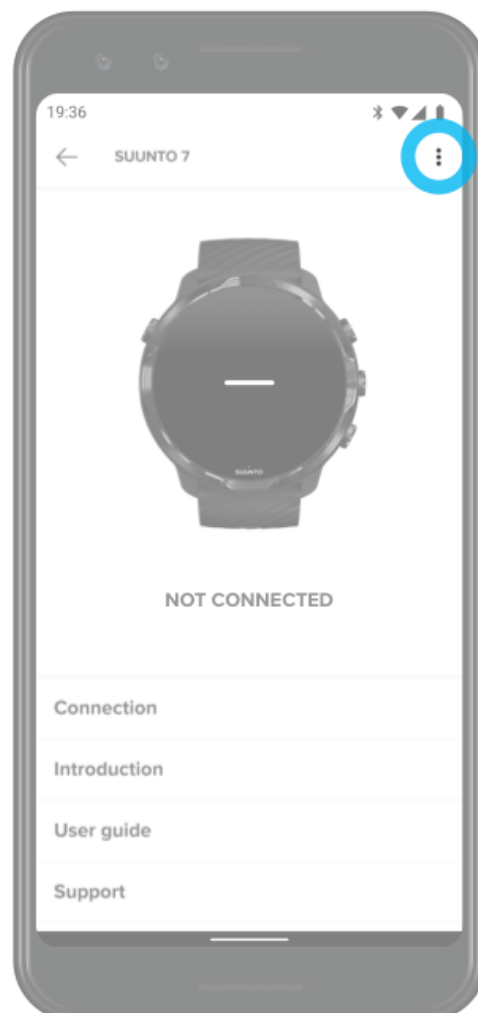 19:36
SUUNTO 7
SUUNTO
NOT CONNECTED
Connection
Introduction
User guide
Support